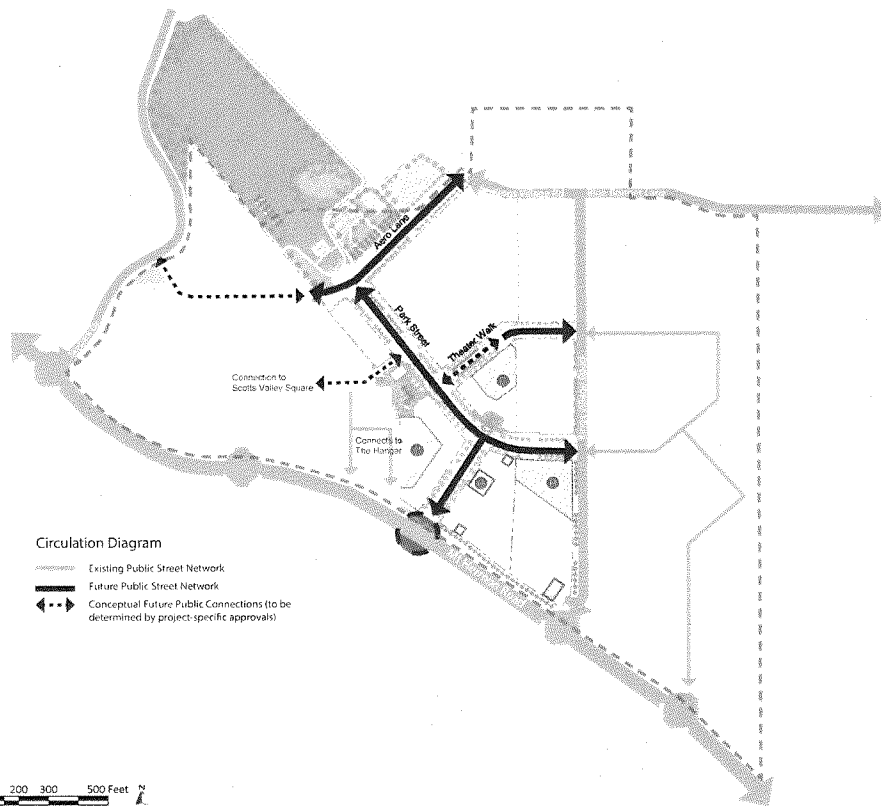 Aero Lane
Park Street
Theater Walk
Connection to
Scotts Valley Square
Connects to
The Hangar
Circulation Diagram
Existing Public Street Network
Future Public Street Network
Conceptual Future Public Connections (to be
determined by project-specific approvals)
200 300 500 Feet
N